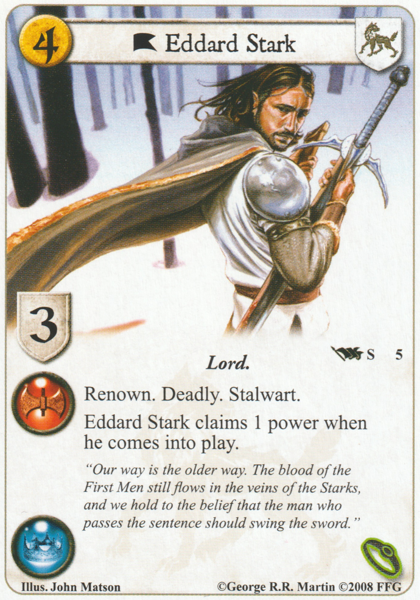 4
Eddard Stark
3
S 5
Lord.
Renown. Deadly. Stalwart.
Eddard Stark claims 1 power when
he comes into play.
“Our way is the older way. The blood of the
First Men still flows in the veins of the Starks,
and we hold to the belief that the man who
passes the sentence should swing the sword.”
Illus. John Matson ©George R.R. Martin ©2008 FFG